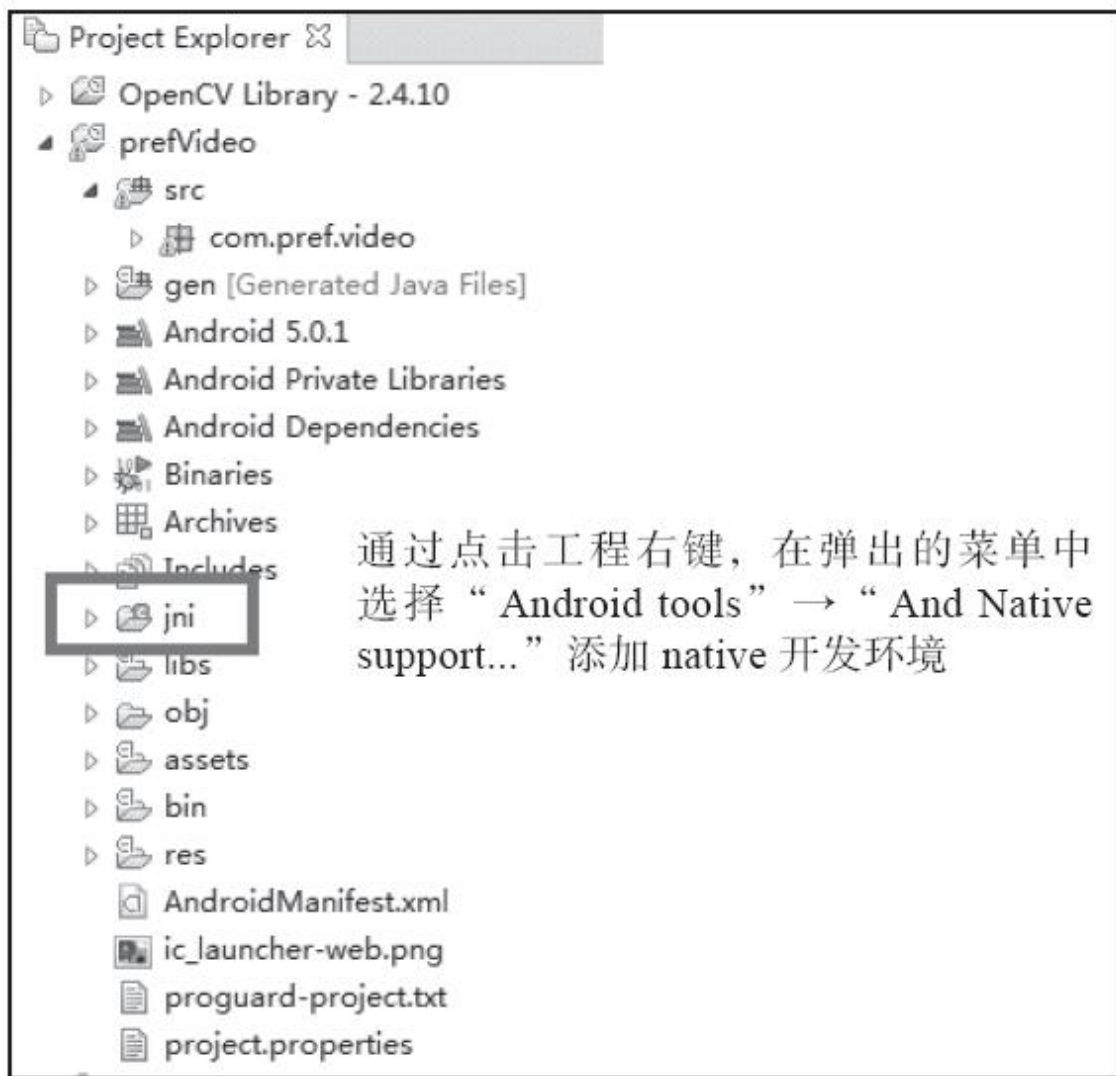 Project Explorer
OpenCV Library - 2.4.10
prefVideo
src
com.pref.video
gen [Generated Java Files]
Android 5.0.1
Android Private Libraries
Android Dependencies
Binaries
Archives
Includes
jni
libs
obj
assets
bin
res
AndroidManifest.xml
ic_launcher-web.png
proguard-project.txt
project.properties
通过点击工程右键，在弹出的菜单中
选择“Android tools”→“And Native
support...”添加 native 开发环境